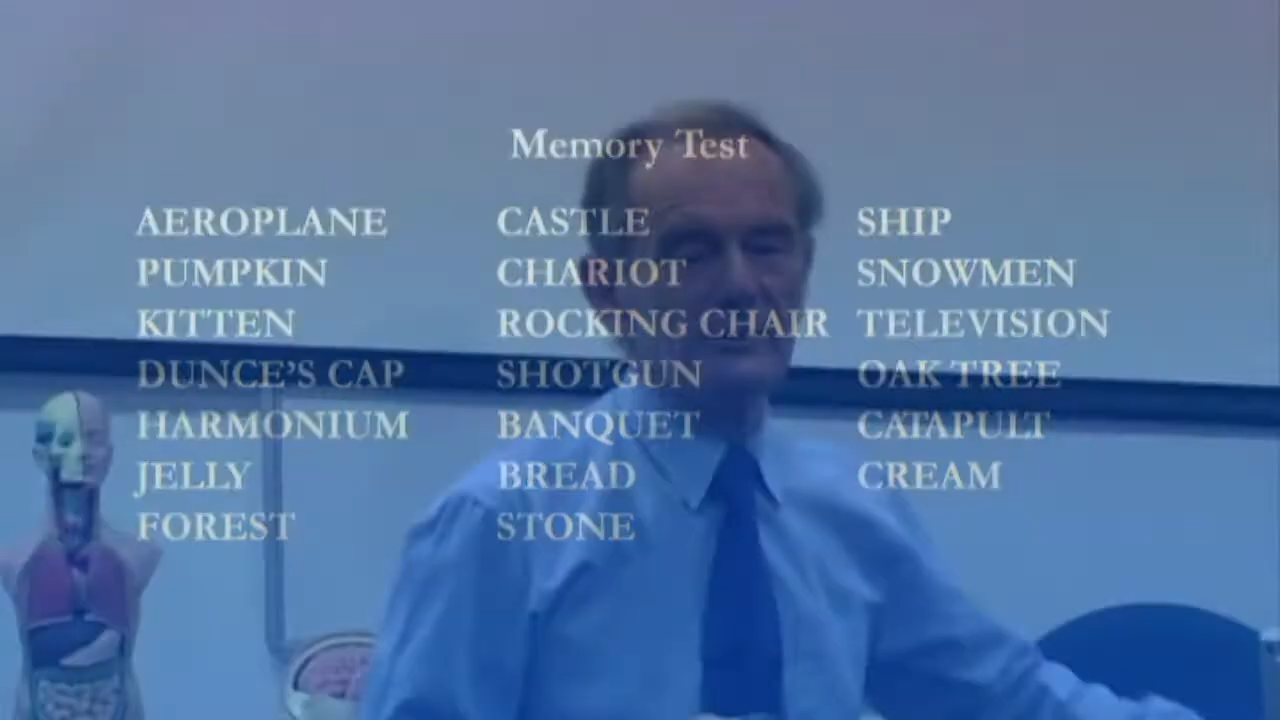 Memory Test
AEROPLANE
PUMPKIN
KITTEN
DUNCE'S CAP
HARMONIUM
JELLY
FOREST
CASTLE
CHARIOT
ROCKING CHAIR
SHOTGUN
BANQUET
BREAD
STONE
SHIP
SNOWMEN
TELEVISION
OAK TREE
CATAPULT
CREAM